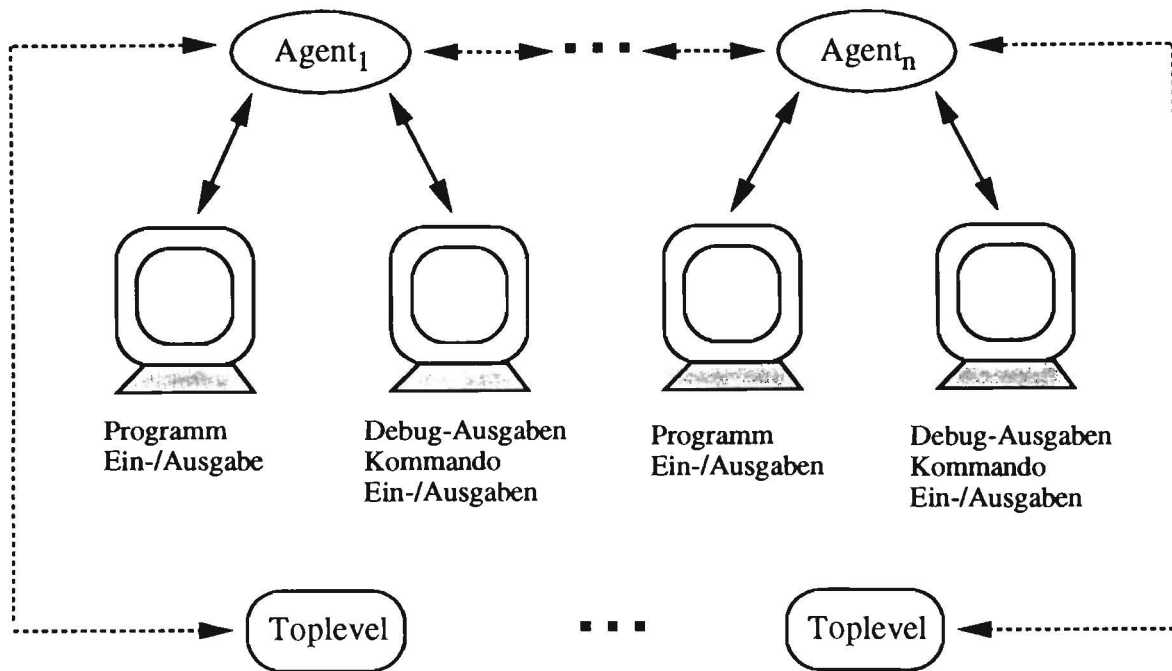 Agent1
Agentn
Programm
Ein-/Ausgabe
Debug-Ausgaben
Kommando
Ein-/Ausgaben
Programm
Ein-/Ausgaben
Debug-Ausgaben
Kommando
Ein-/Ausgaben
Toplevel
Toplevel